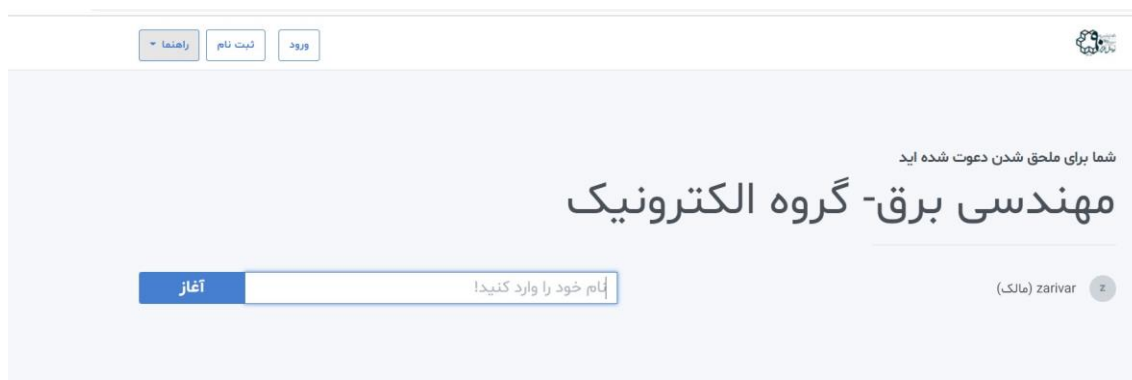 ورود
ثبت نام
راهنما
شما برای ملحق شدن دعوت شده اید
مهندسی برق- گروه الکترونیک
z zarivar (مالک)
نام خود را وارد کنید!
آغاز